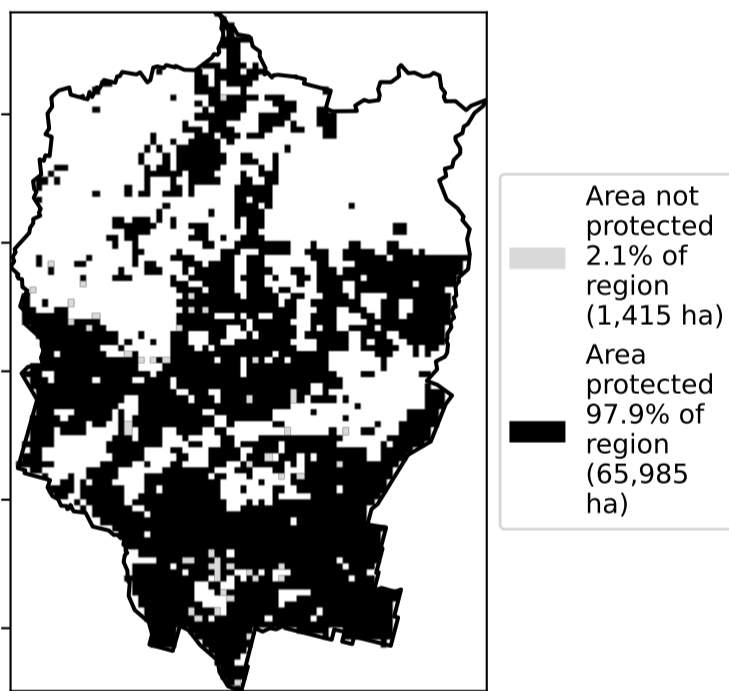 Area not
protected
2.1% of
region
(1,415 ha)
Area
protected
97.9% of
region
(65,985
ha)